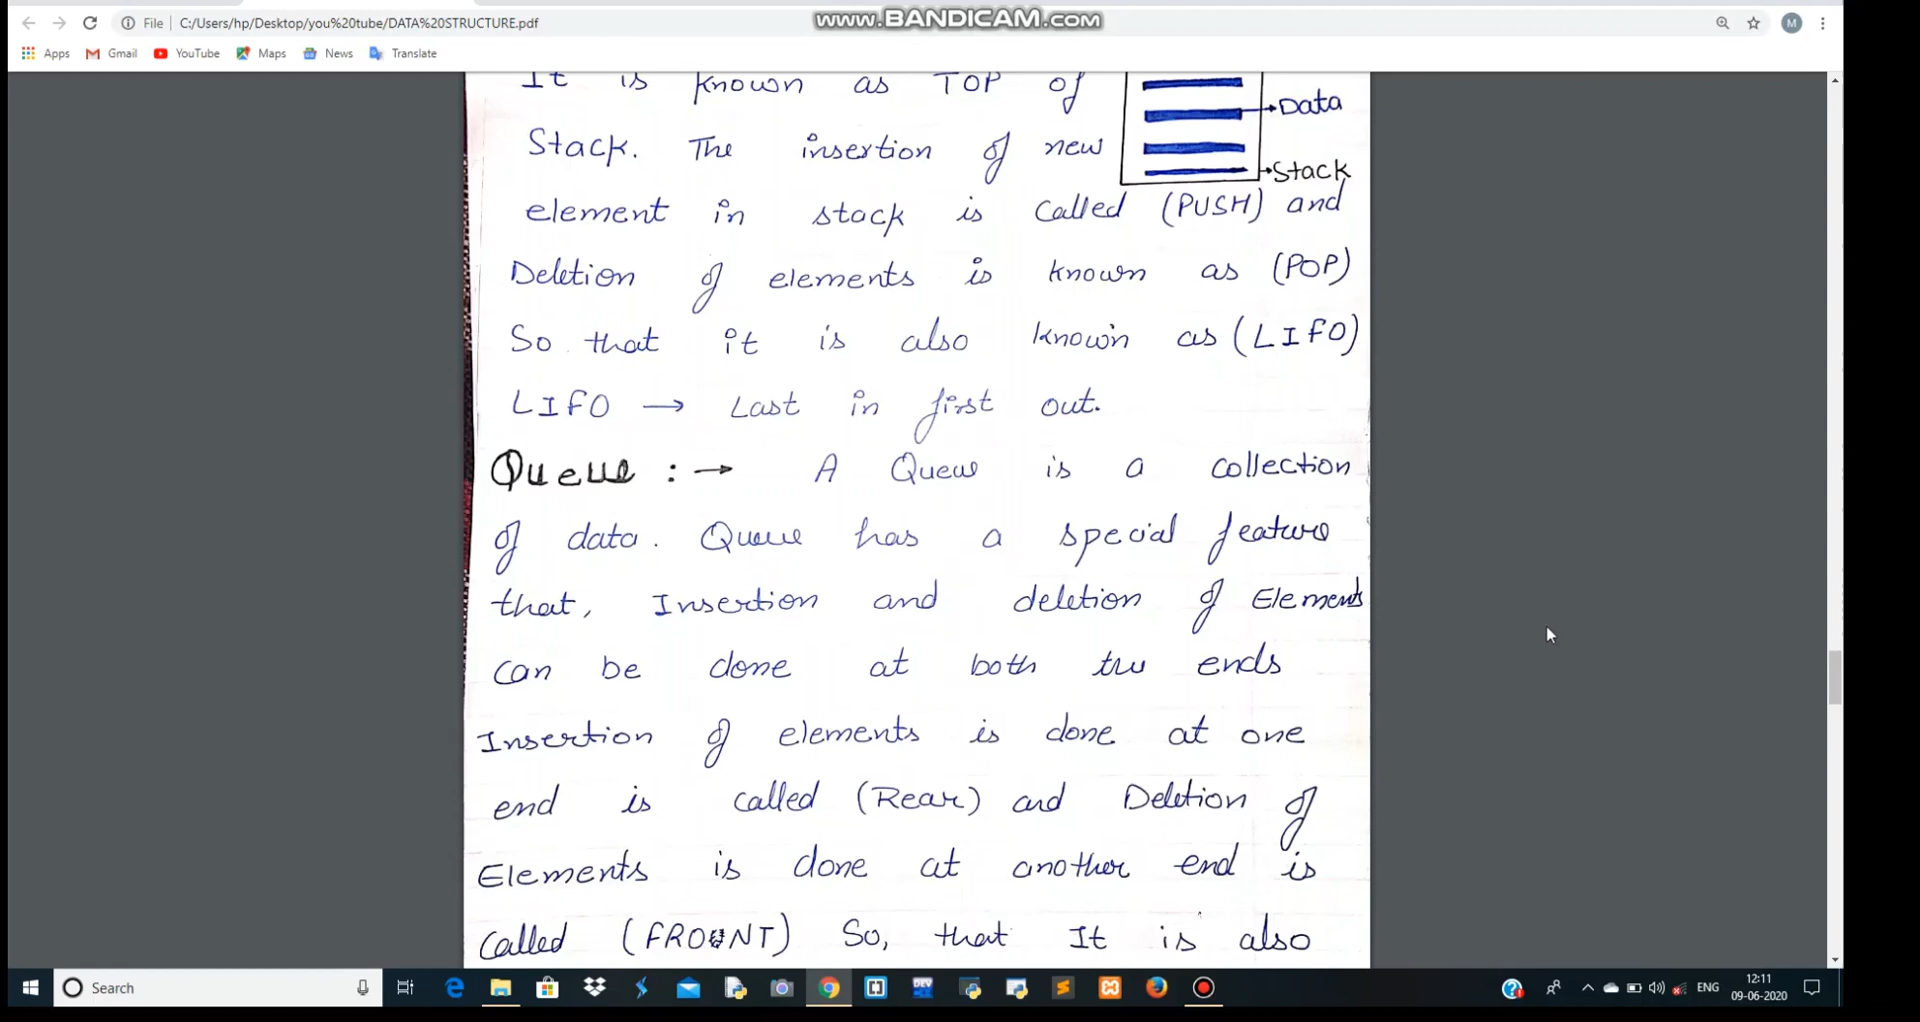 www.BANDICAM.com
File | C:/Users/hp/Desktop/you%20tube/DATA%20STRUCTURE.pdf
M
Apps Gmail YouTube Maps News Translate
It is known as TOP of
Data
Stack. The insertion of new
Stack
element in stack is called (PUSH) and
Deletion of elements is known as (POP)
So that it is also known as (LIFO)
LIFO → Last in first out.
Queue : → A Queue is a collection
of data. Queue has a special feature
that, Insertion and deletion of Elements
can be done at both the ends
Insertion of elements is done at one
end is called (Rear) and Deletion of
Elements is done at another end is
called (FRONT) So, that It is also
Search
DEV
ENG
12:11
09-06-2020